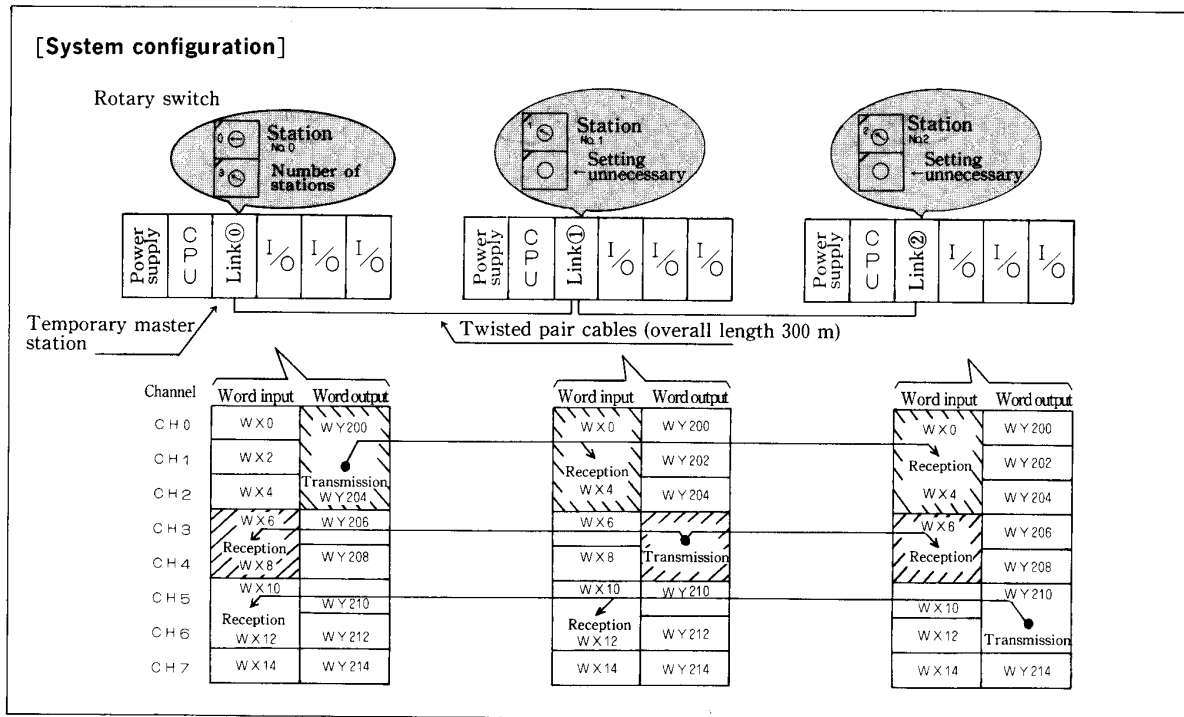 [System configuration]
Rotary switch
0
Station
No.0
3
Number of
stations
1
Station
No.1
←Setting
unnecessary
2
Station
No.2
←Setting
unnecessary
Power supply
CPU
Link⓪
I/O
I/O
I/O
Power supply
CPU
Link①
I/O
I/O
I/O
Power supply
CPU
Link②
I/O
I/O
I/O
Temporary master
station
Twisted pair cables (overall length 300 m)
Channel
CH0
CH1
CH2
CH3
CH4
CH5
CH6
CH7
Word input
WX0
WX2
WX4
WX6
Reception
WX8
WX10
Reception
WX12
WX14
Word output
WY200
Transmission
WY204
WY206
WY208
WY210
WY212
WY214
Word input
WX0
Reception
WX4
WX6
WX8
WX10
Reception
WX12
WX14
Word output
WY200
WY202
WY204
Transmission
WY210
WY212
WY214
Word input
WX0
Reception
WX4
WX6
Reception
WX10
WX12
WX14
Word output
WY200
WY202
WY204
WY206
WY208
WY210
Transmission
WY214